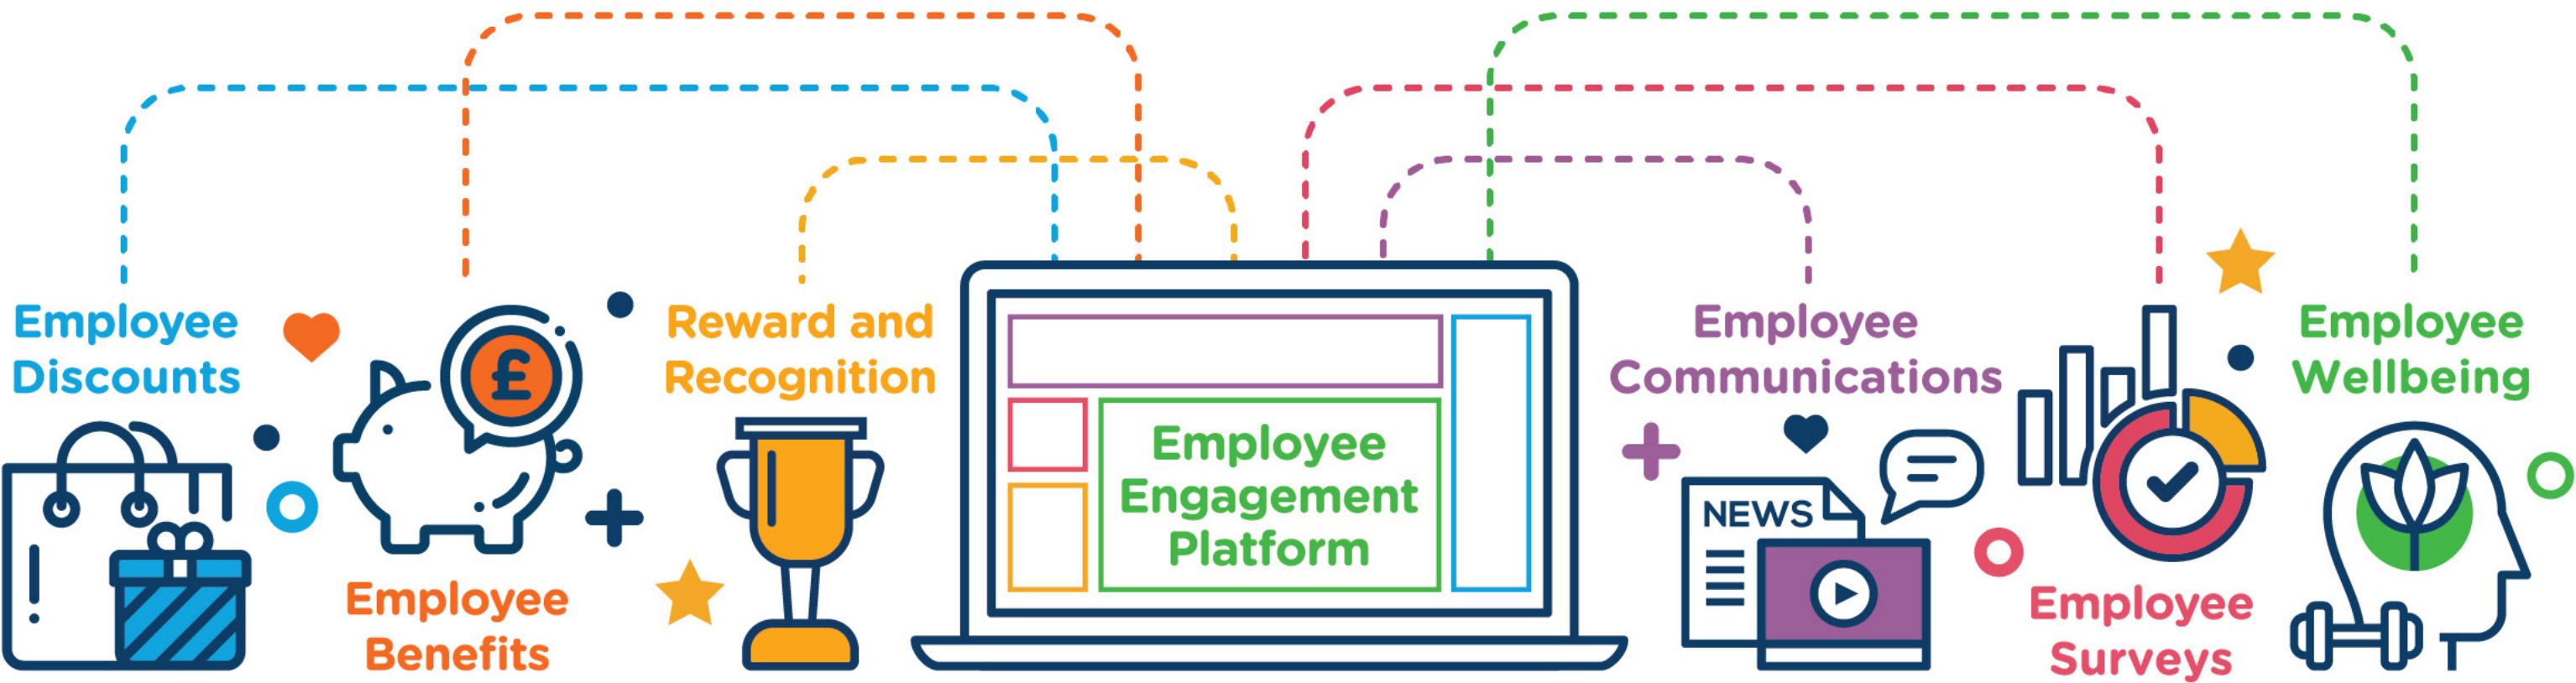 Employee
Discounts
£
Employee
Benefits
Reward and
Recognition
Employee
Engagement
Platform
Employee
Communications
NEWS
Employee
Surveys
Employee
Wellbeing